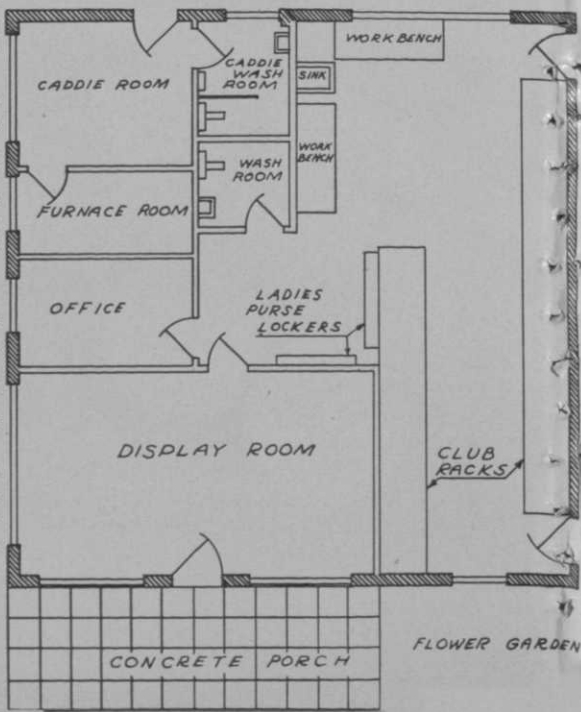 WORK BENCH
CADDIE ROOM
CADDIE
WASH
ROOM
SINK
WORK
BENCH
WASH
ROOM
FURNACE ROOM
OFFICE
LADIES
PURSE
LOCKERS
DISPLAY ROOM
CLUB
RACKS
CONCRETE PORCH
FLOWER GARDEN